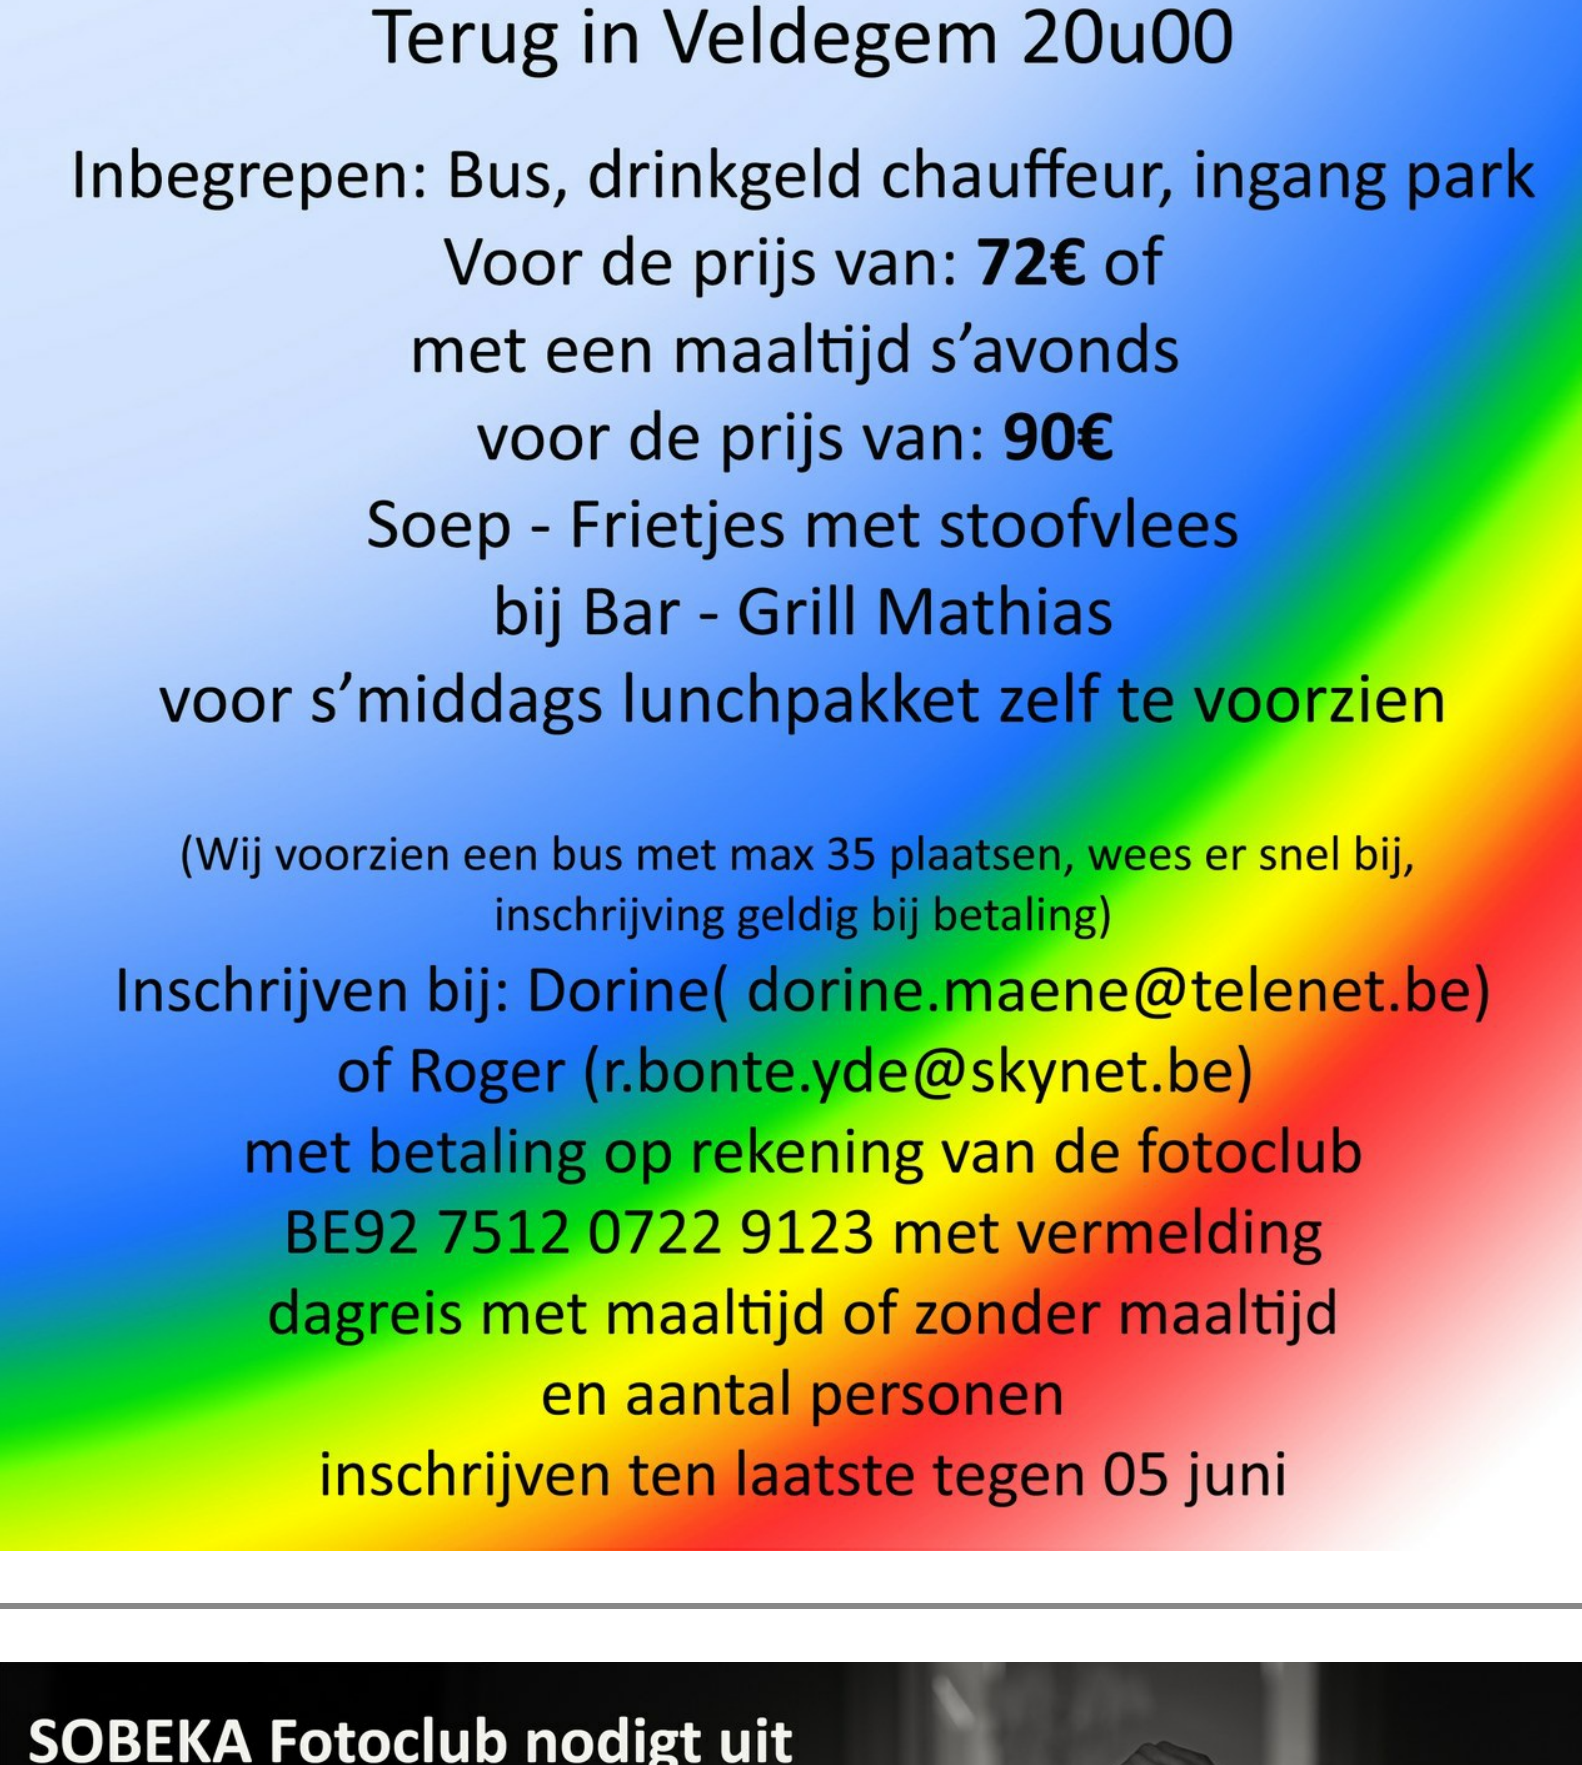 Terug in Veldegem 20u00
Inbegrepen: Bus, drinkgeld chauffeur, ingang park
Voor de prijs van: 72€ of
met een maaltijd s’avonds
voor de prijs van: 90€
Soep - Frietjes met stoofvlees
bij Bar - Grill Mathias
voor s’middags lunchpakket zelf te voorzien
(Wij voorzien een bus met max 35 plaatsen, wees er snel bij,
inschrijving geldig bij betaling)
Inschrijven bij: Dorine( dorine.maene@telenet.be)
of Roger (r.bonte.yde@skynet.be)
met betaling op rekening van de fotoclub
BE92 7512 0722 9123 met vermelding
dagreis met maaltijd of zonder maaltijd
en aantal personen
inschrijven ten laatste tegen 05 juni
SOBEKA Fotoclub nodigt uit